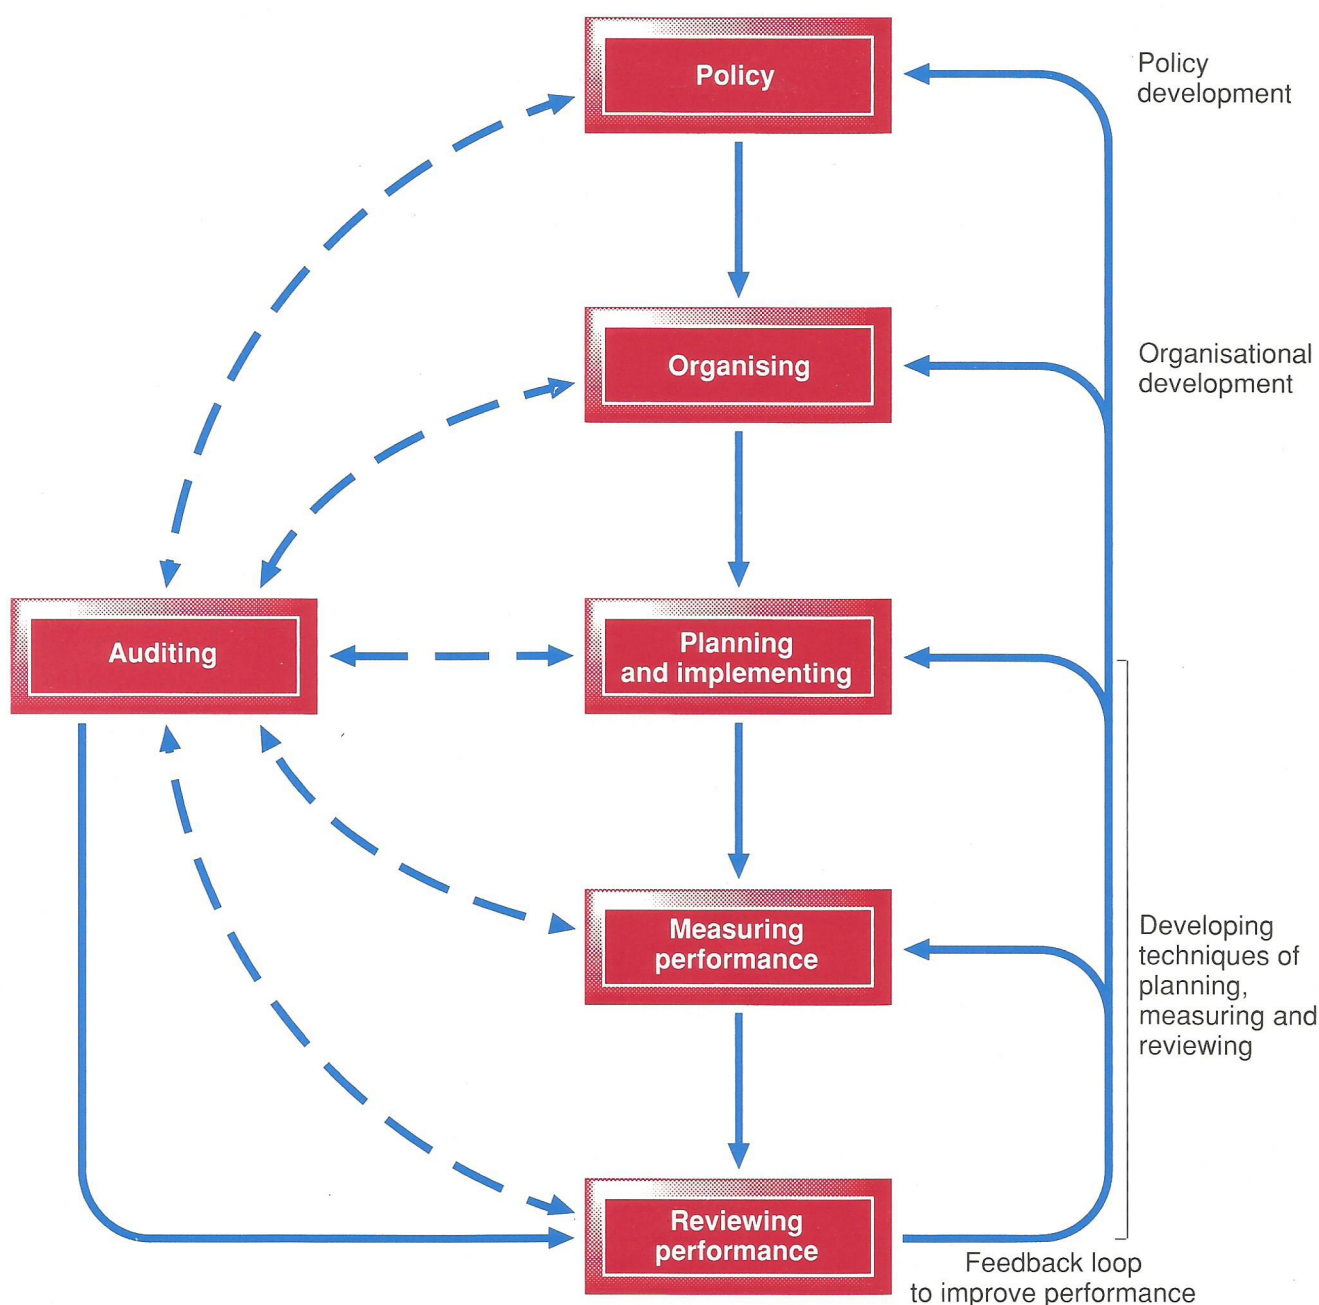 Policy
Policy
development
Organising
Organisational
development
Auditing
Planning
and implementing
Measuring
performance
Developing
techniques of
planning,
measuring and
reviewing
Reviewing
performance
Feedback loop
to improve performance